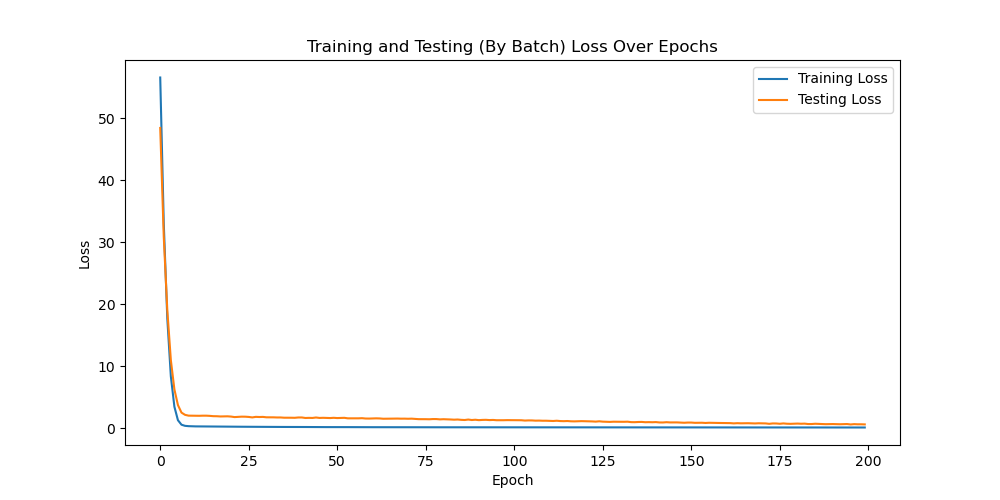 Training and Testing (By Batch) Loss Over Epochs
Training Loss
Testing Loss
50
40
30
20
10
0
Loss
0 25 50 75 100 125 150 175 200
Epoch